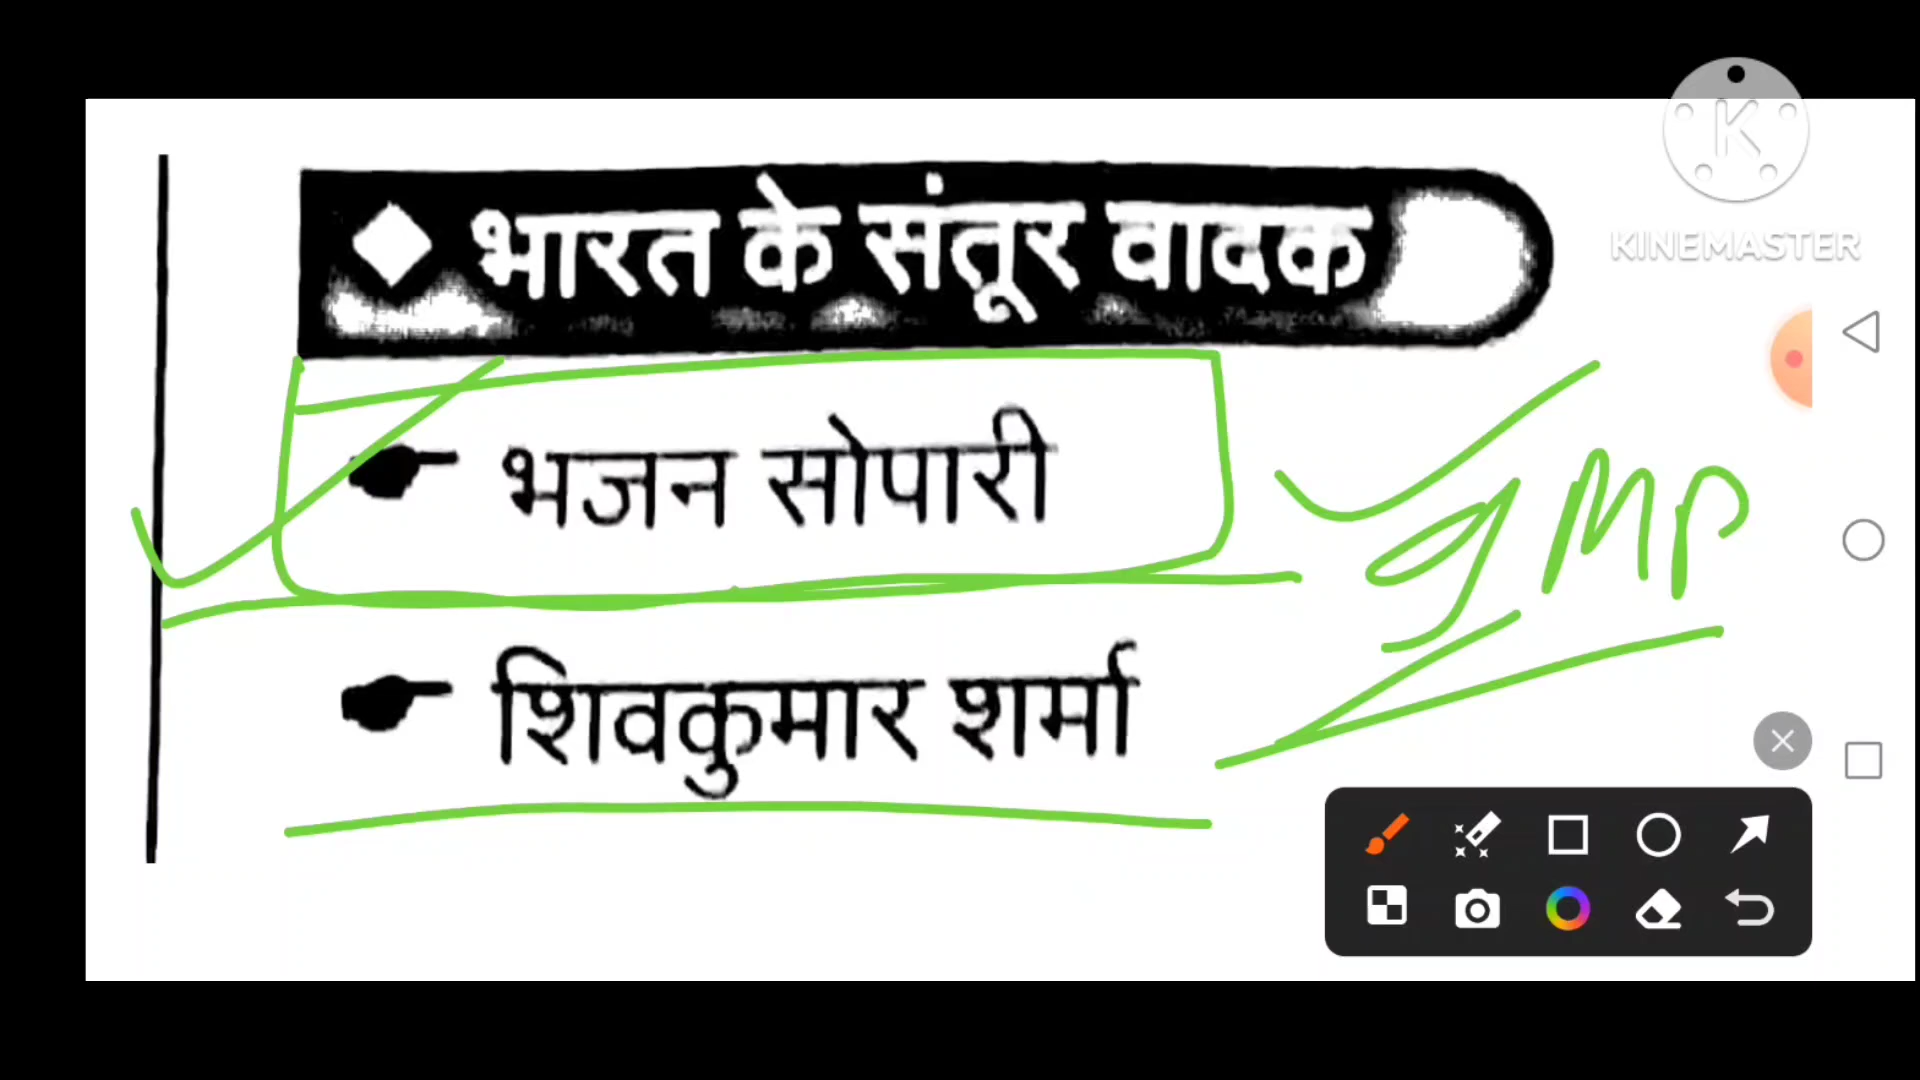 भारत के संतूर वादक
KINEMASTER
भजन सोपारी
IMP
शिवकुमार शर्मा